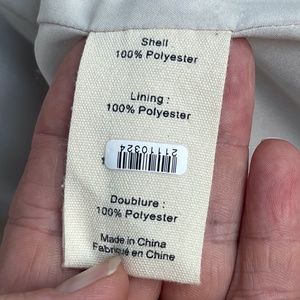 Shell
100% Polyester
Lining :
100% Polyester
21110324
Doublure :
100% Polyester
Made in China
Fabriqué en Chine